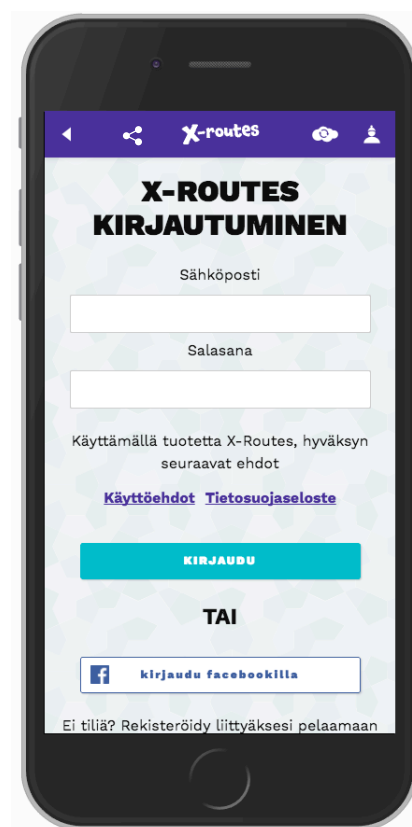 X-routes
X-ROUTES
KIRJAUTUMINEN
Sähköposti
Salasana
Käyttämällä tuotetta X-Routes, hyväksyn
seuraavat ehdot
Käyttöehdot Tietosuojaseloste
KIRJAUDU
TAI
kirjaudu facebookilla
Ei tiliä? Rekisteröidy liittyäksesi pelaamaan